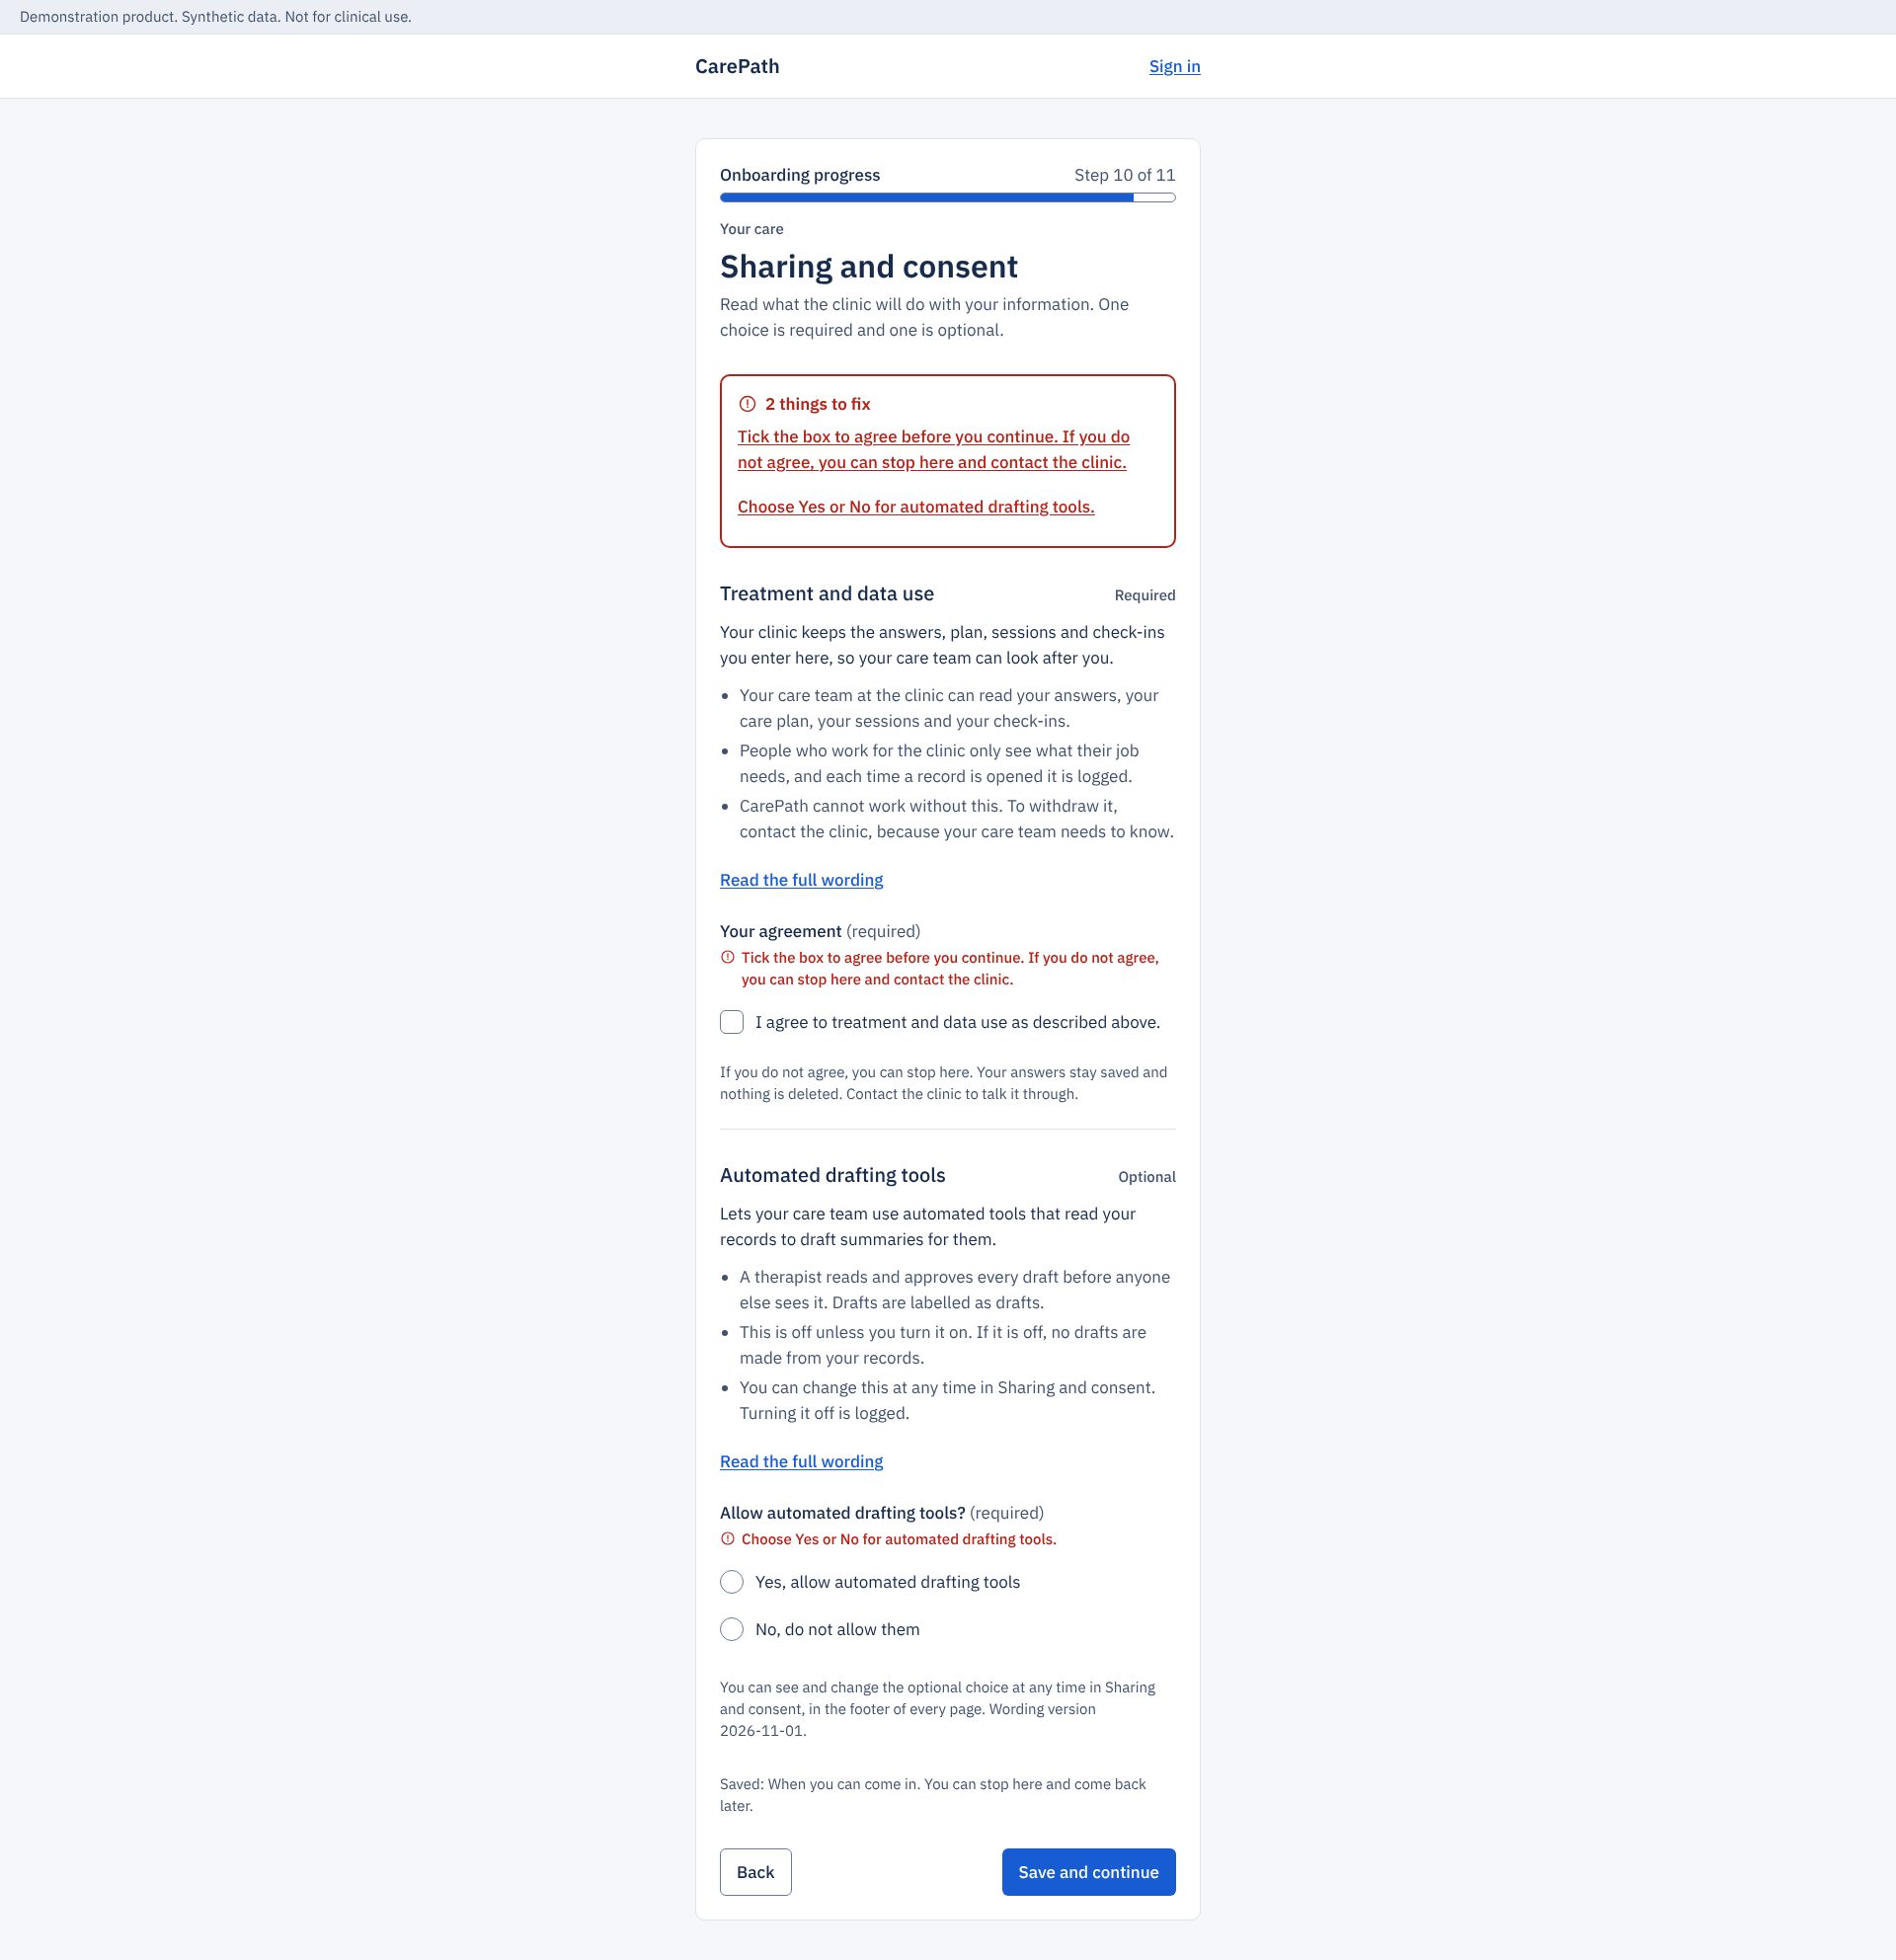 Demonstration product. Synthetic data. Not for clinical use.
CarePath
Sign in
Onboarding progress
Step 10 of 11
Your care
Sharing and consent
Read what the clinic will do with your information. One
choice is required and one is optional.
2 things to fix
Tick the box to agree before you continue. If you do
not agree, you can stop here and contact the clinic.
Choose Yes or No for automated drafting tools.
Treatment and data use
Required
Your clinic keeps the answers, plan, sessions and check-ins
you enter here, so your care team can look after you.
Your care team at the clinic can read your answers, your
care plan, your sessions and your check-ins.
People who work for the clinic only see what their job
needs, and each time a record is opened it is logged.
CarePath cannot work without this. To withdraw it,
contact the clinic, because your care team needs to know.
Read the full wording
Your agreement (required)
Tick the box to agree before you continue. If you do not agree,
you can stop here and contact the clinic.
I agree to treatment and data use as described above.
If you do not agree, you can stop here. Your answers stay saved and
nothing is deleted. Contact the clinic to talk it through.
Automated drafting tools
Optional
Lets your care team use automated tools that read your
records to draft summaries for them.
A therapist reads and approves every draft before anyone
else sees it. Drafts are labelled as drafts.
This is off unless you turn it on. If it is off, no drafts are
made from your records.
You can change this at any time in Sharing and consent.
Turning it off is logged.
Read the full wording
Allow automated drafting tools? (required)
Choose Yes or No for automated drafting tools.
Yes, allow automated drafting tools
No, do not allow them
You can see and change the optional choice at any time in Sharing
and consent, in the footer of every page. Wording version
2026-11-01.
Saved: When you can come in. You can stop here and come back
later.
Back
Save and continue